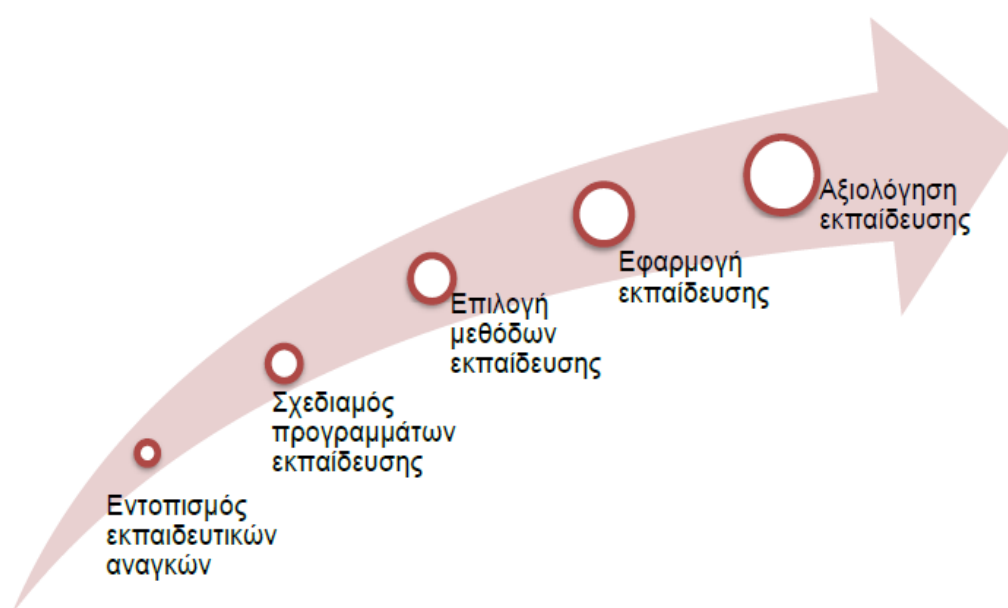 Εντοπισμός
εκπαιδευτικών
αναγκών
Σχεδιαμός
προγραμμάτων
εκπαίδευσης
Επιλογή
μεθόδων
εκπαίδευσης
Εφαρμογή
εκπαίδευσης
Αξιολόγηση
εκπαίδευσης